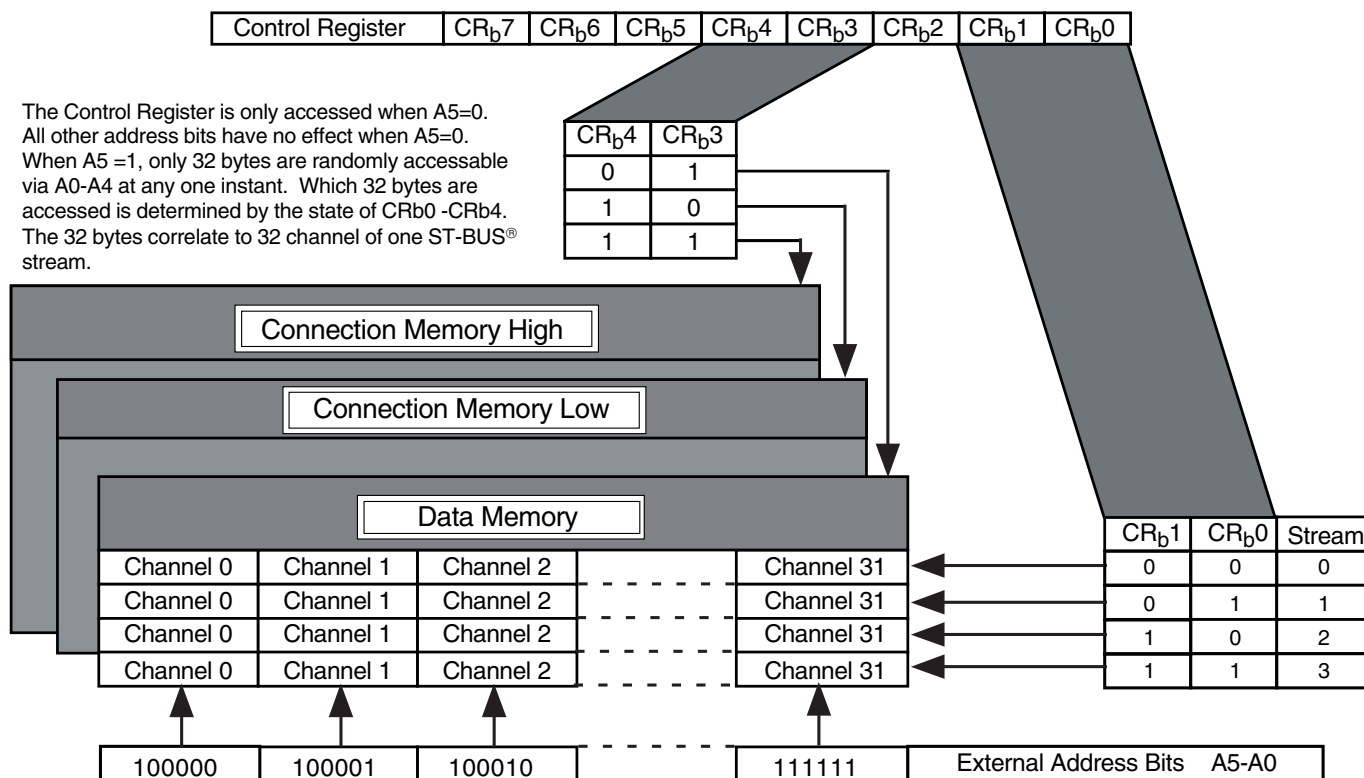 Control Register CRb7 CRb6 CRb5 CRb4 CRb3 CRb2 CRb1 CRb0
The Control Register is only accessed when A5=0.
All other address bits have no effect when A5=0.
When A5 =1, only 32 bytes are randomly accessable
via A0-A4 at any one instant. Which 32 bytes are
accessed is determined by the state of CRb0 -CRb4.
The 32 bytes correlate to 32 channel of one ST-BUS®
stream.
CRb4 CRb3
0 1
1 0
1 1
Connection Memory High
Connection Memory Low
Data Memory
Channel 0 Channel 1 Channel 2 Channel 31
Channel 0 Channel 1 Channel 2 Channel 31
Channel 0 Channel 1 Channel 2 Channel 31
Channel 0 Channel 1 Channel 2 Channel 31
CRb1 CRb0 Stream
0 0 0
0 1 1
1 0 2
1 1 3
100000 100001 100010 111111 External Address Bits A5-A0